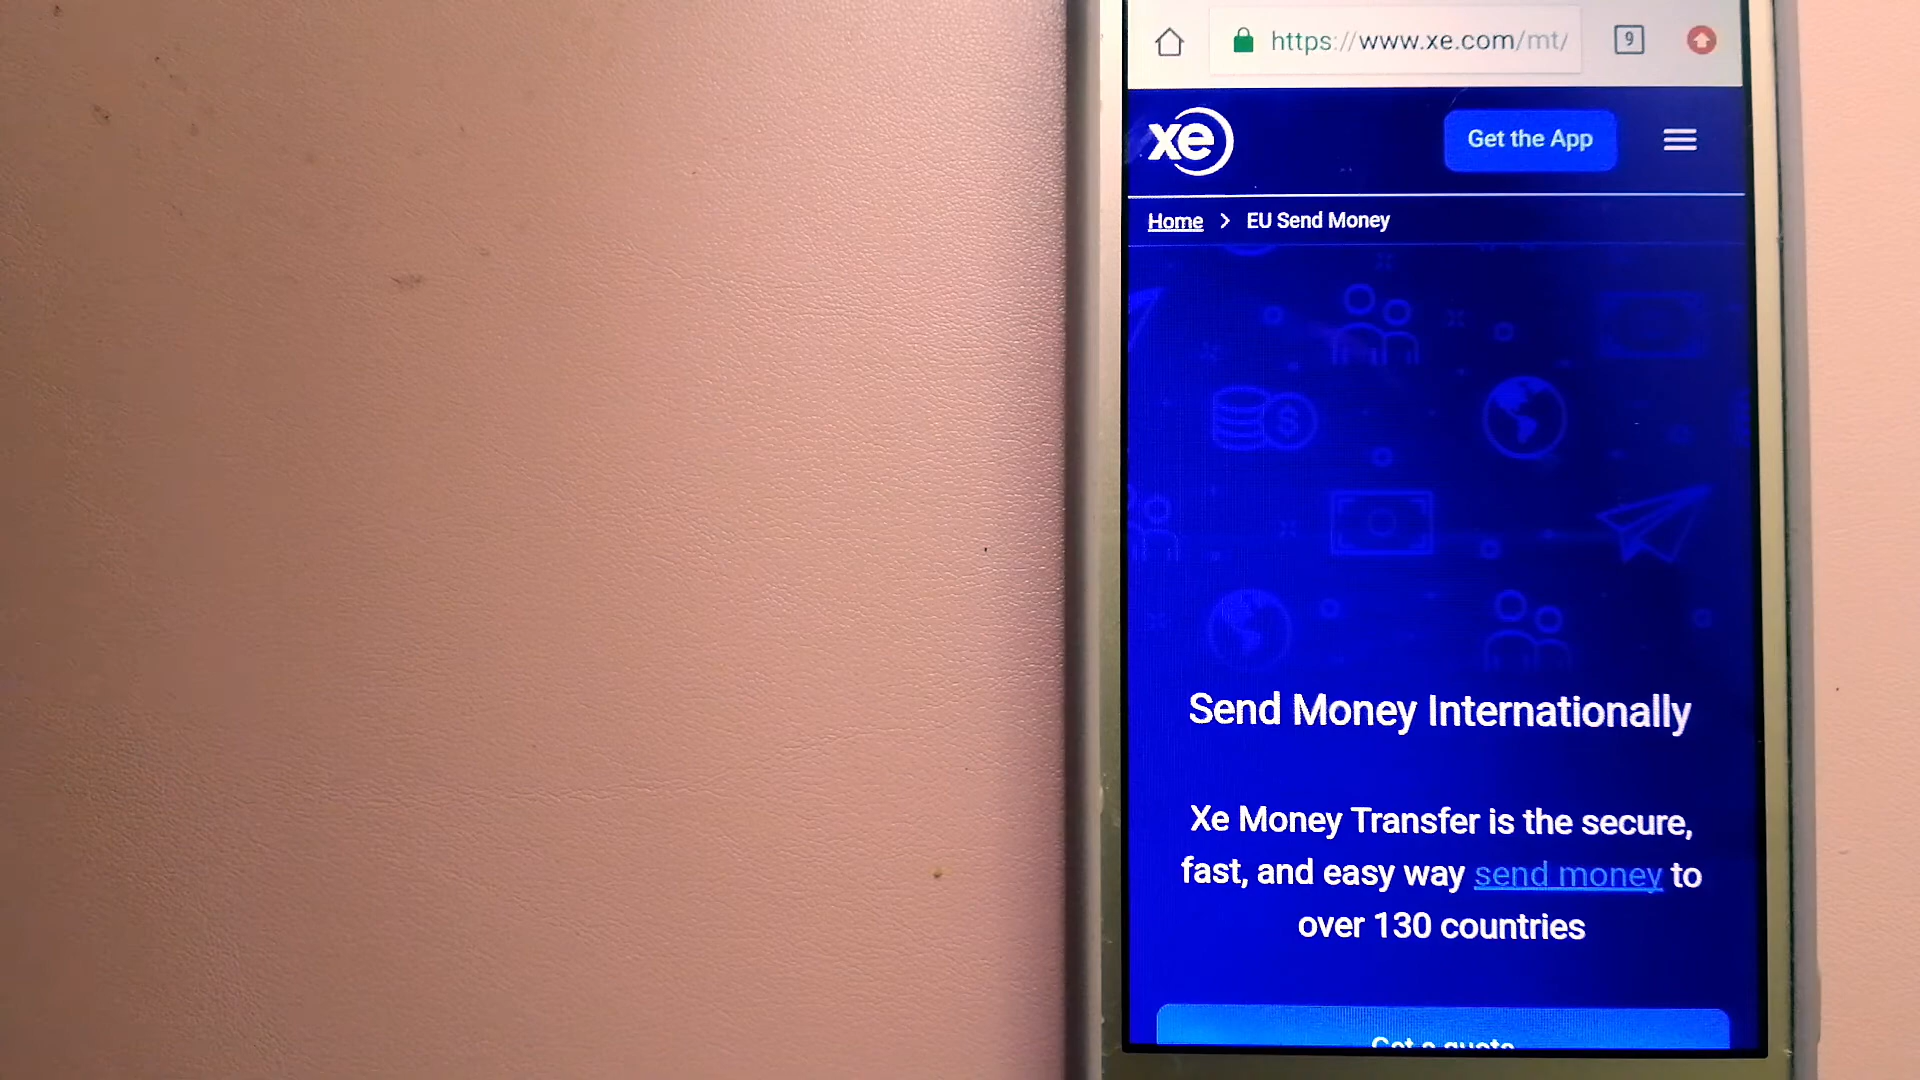 https://www.xe.com/mt/
9
xe
Get the App
Home > EU Send Money
Send Money Internationally
Xe Money Transfer is the secure,
fast, and easy way send money to
over 130 countries
Get a quote